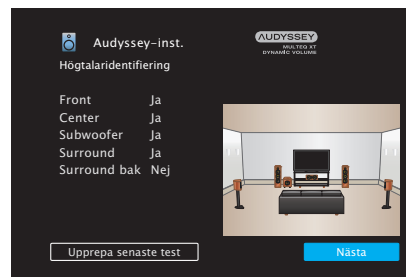 Audyssey-inst.
AUDYSSEY
MULTEQ XT
DYNAMIC VOLUME
Högtalaridentifiering
Front Ja
Center Ja
Subwoofer Ja
Surround Ja
Surround bak Nej
Upprepa senaste test
Nästa